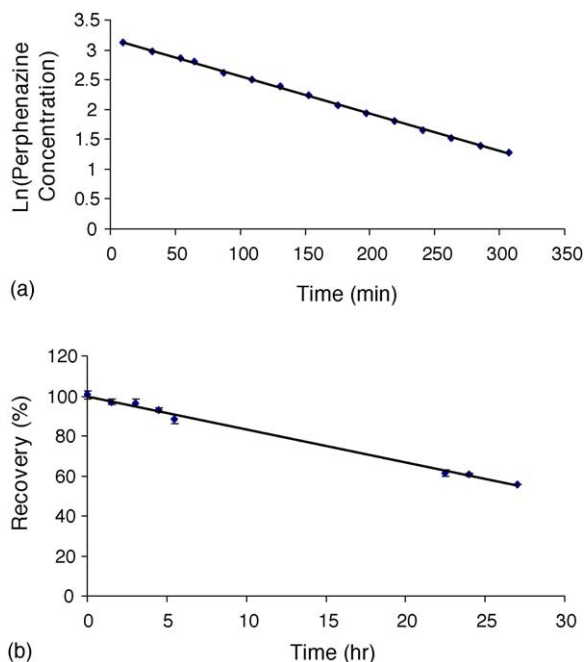 3.5
3
2.5
2
1.5
1
0.5
0
Ln(Perphenazine
Concentration)
0 50 100 150 200 250 300 350
(a)
Time (min)
120
100
80
60
40
20
0
Recovery (%)
0 5 10 15 20 25 30
(b)
Time (hr)